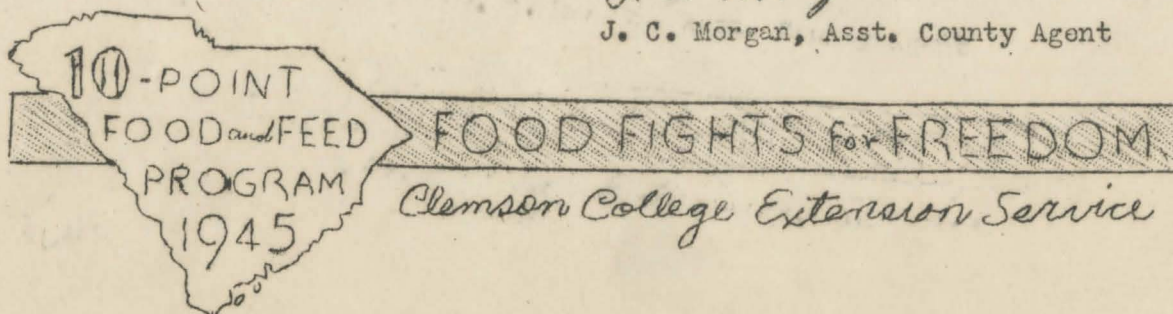 J. C. Morgan, Asst. County Agent
10-POINT
FOOD and FEED
PROGRAM
1945
FOOD FIGHTS for FREEDOM
Clemson College Extension Service